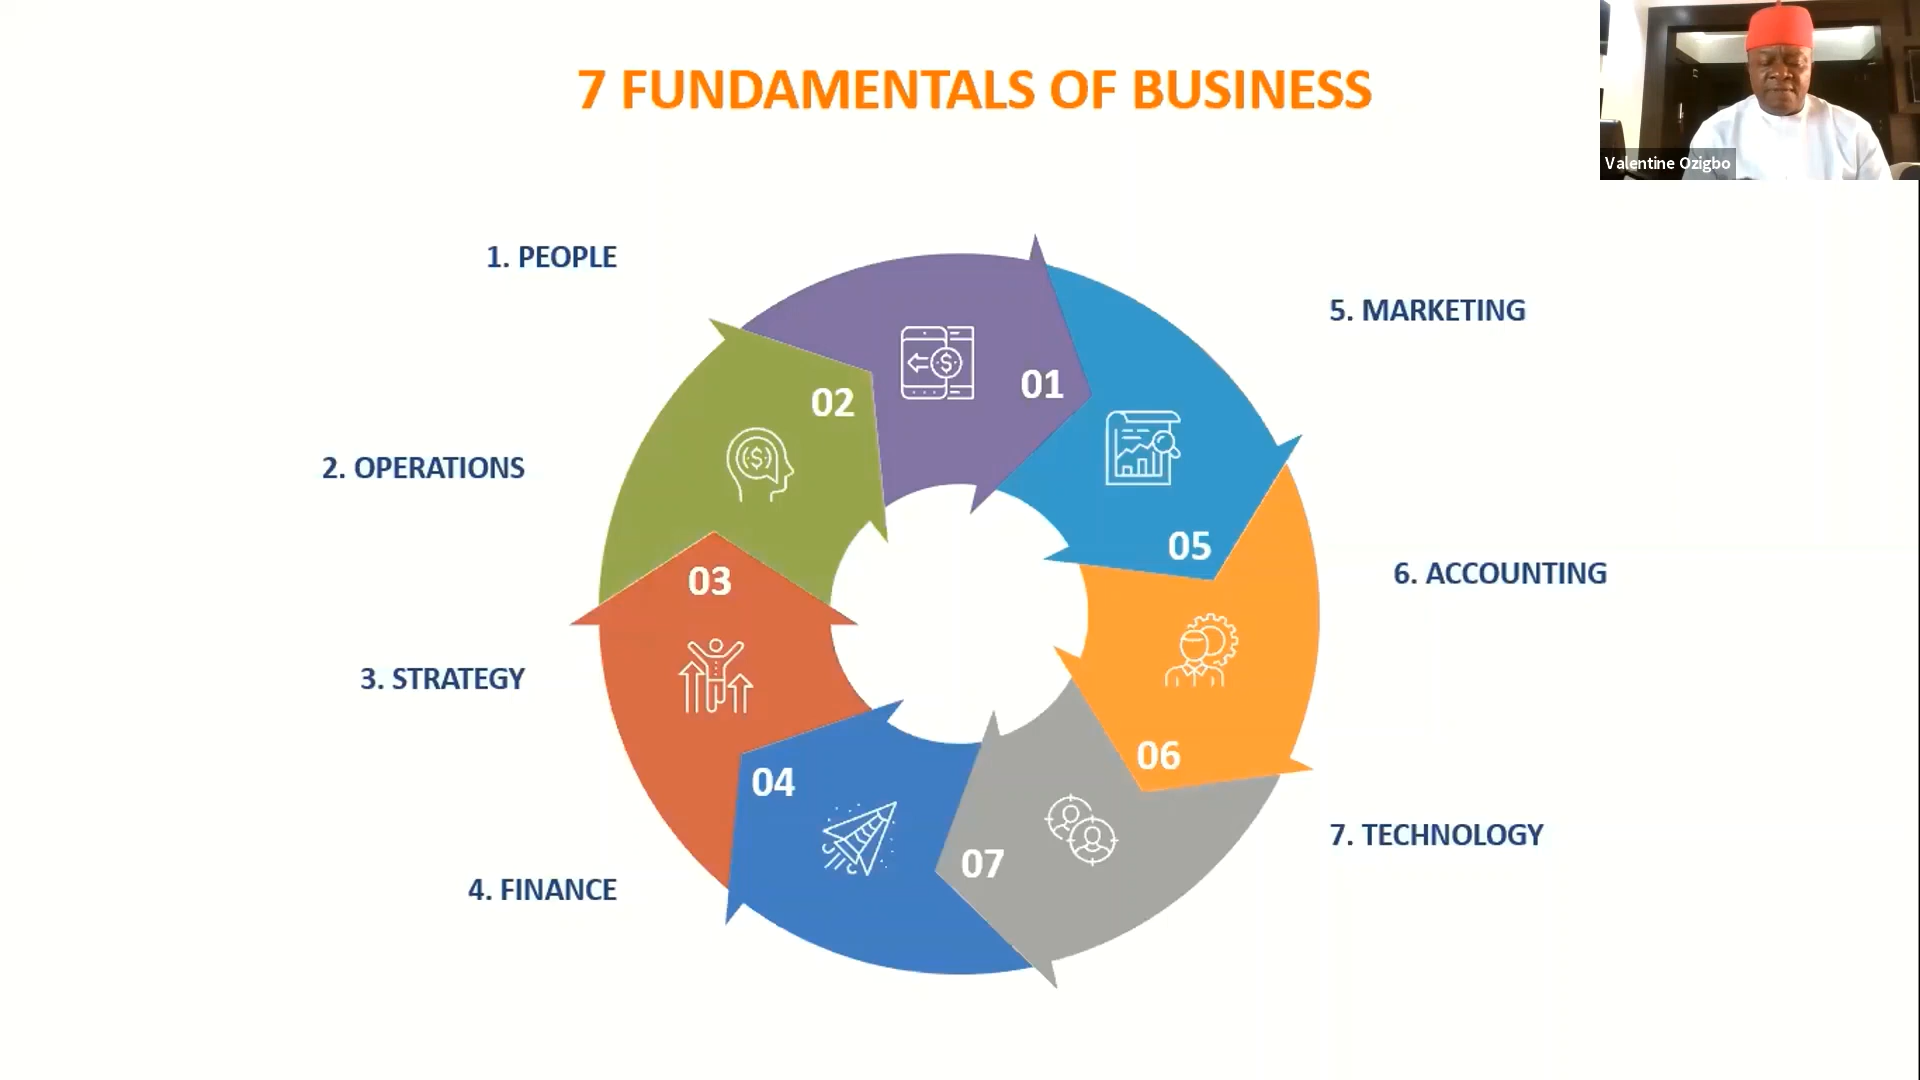 7 FUNDAMENTALS OF BUSINESS
Valentine Ozigbo
1. PEOPLE
2. OPERATIONS
3. STRATEGY
4. FINANCE
5. MARKETING
6. ACCOUNTING
7. TECHNOLOGY
01
02
03
04
05
06
07